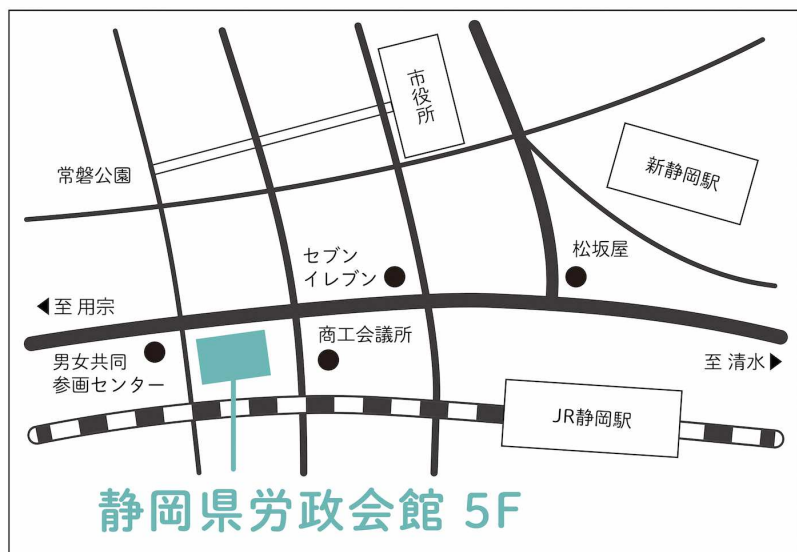 市役所
常磐公園
新静岡駅
セブン
イレブン
松坂屋
◀至 用宗
男女共同
参画センター
商工会議所
至 清水▶
JR静岡駅
静岡県労政会館 5F